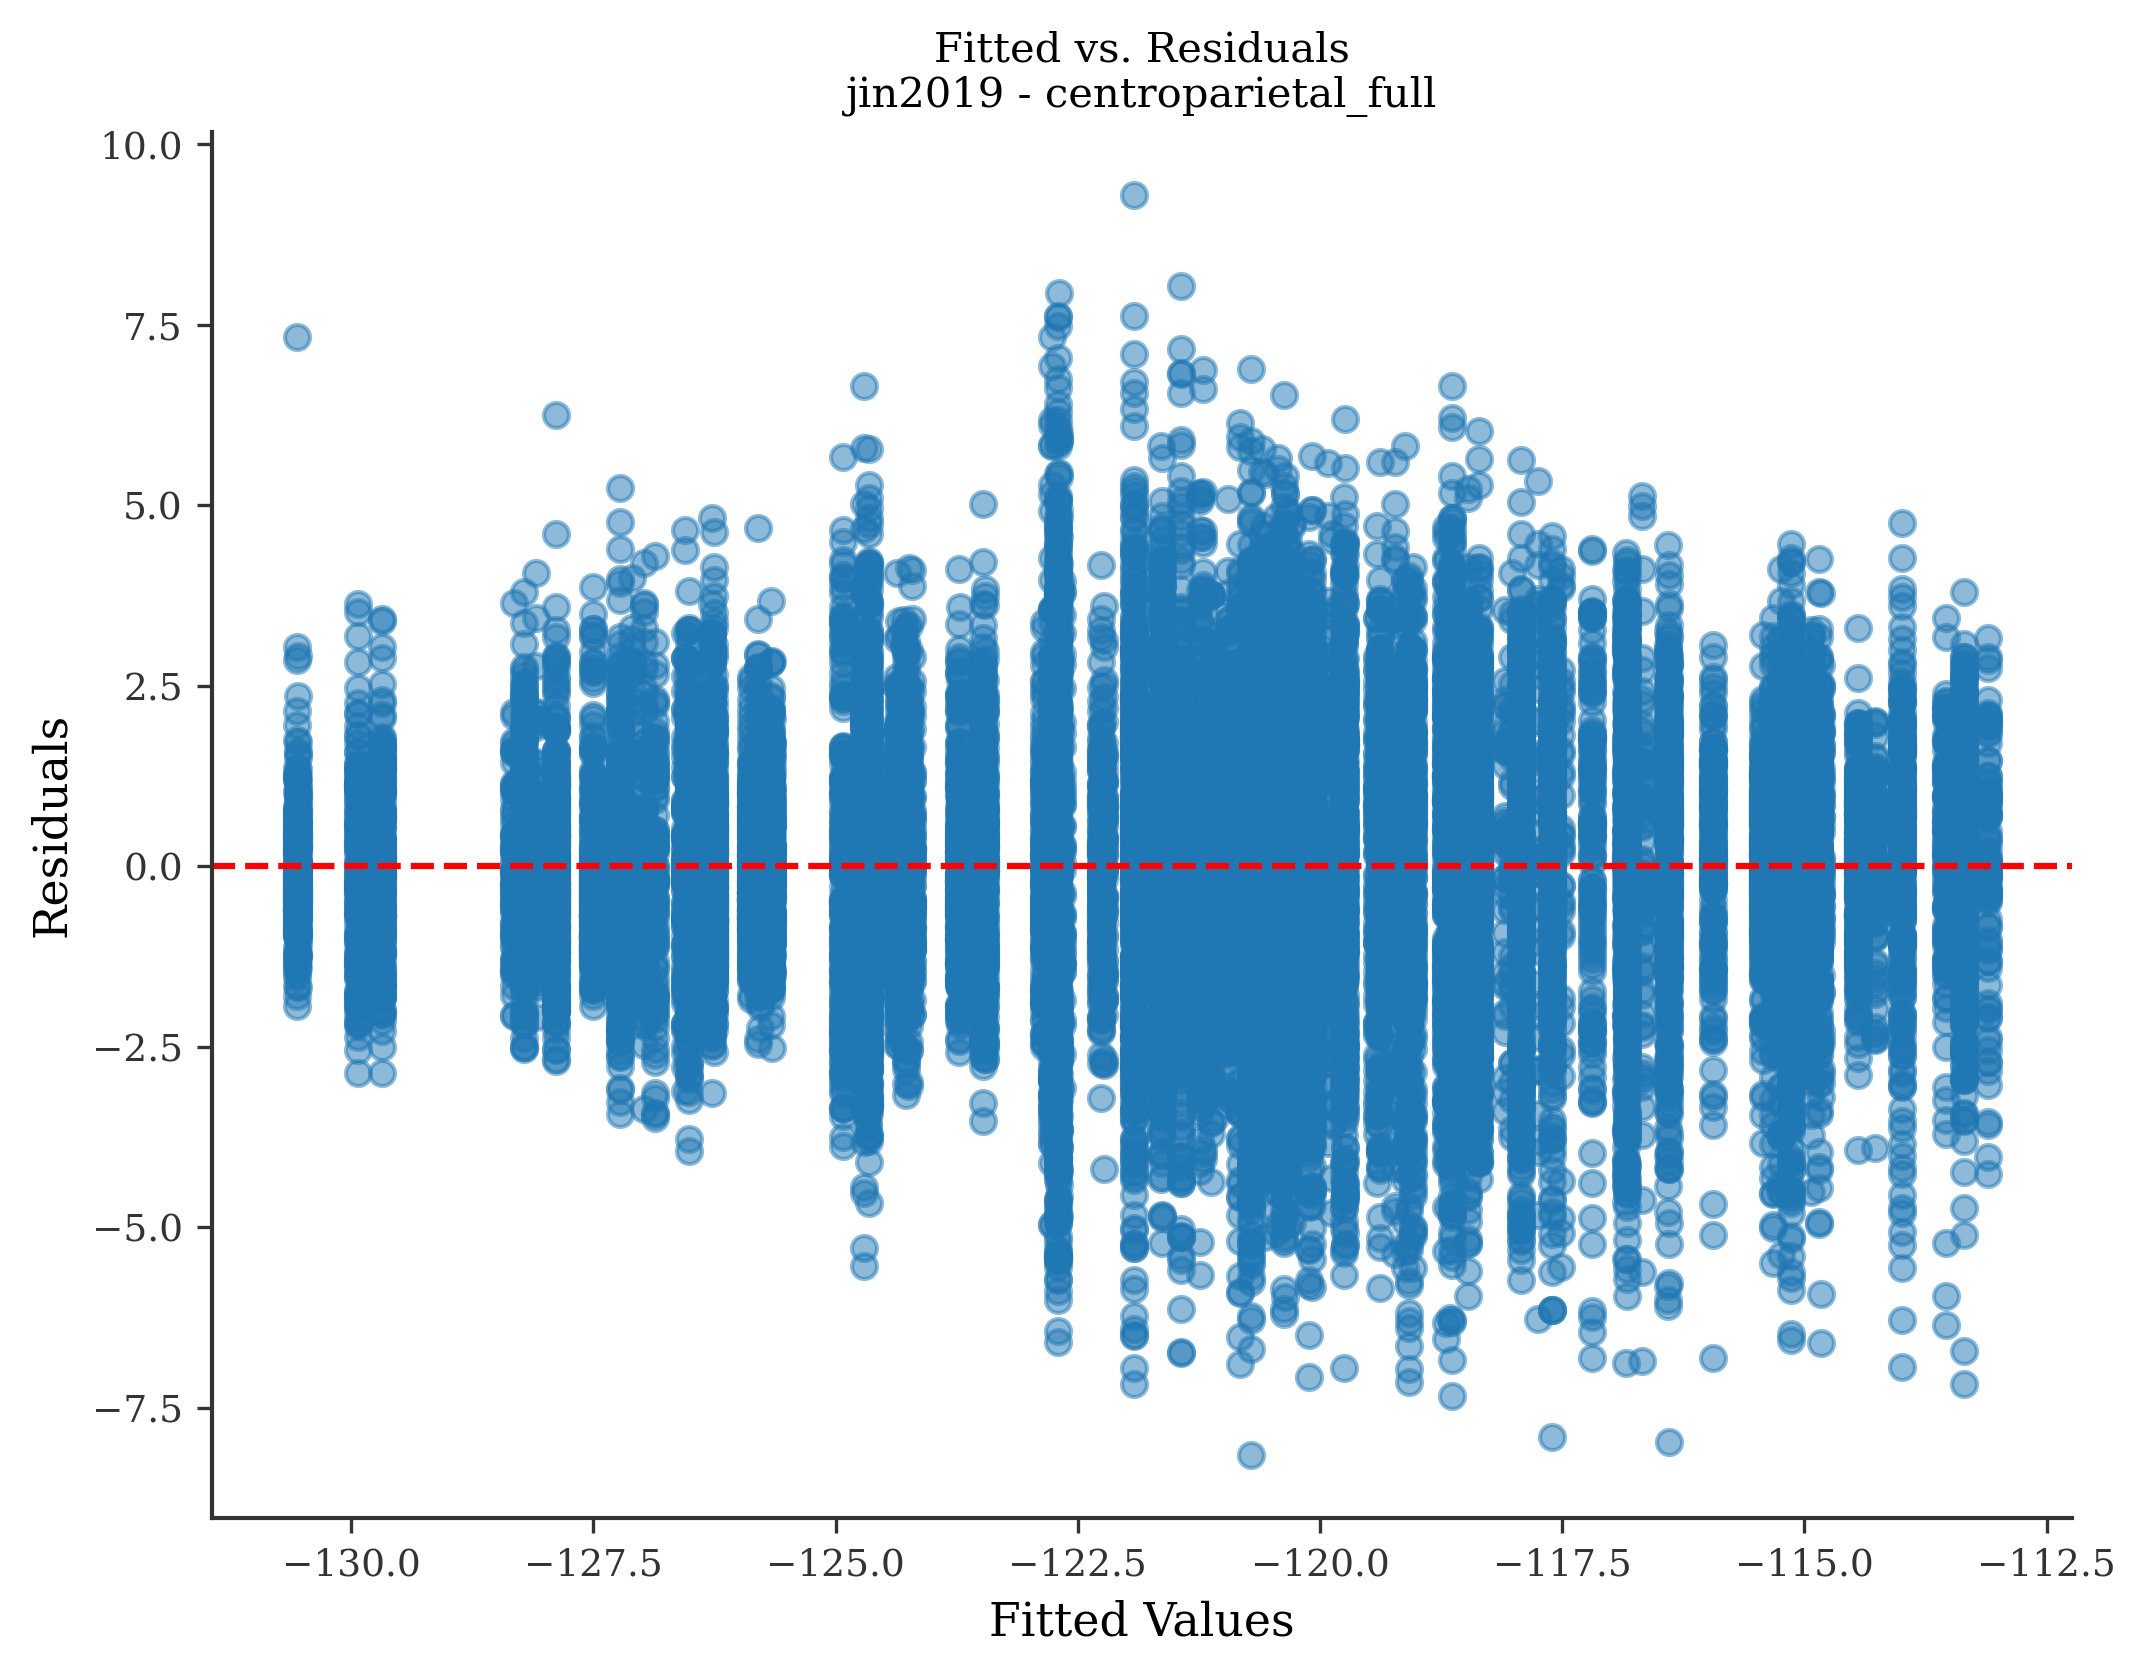 Fitted vs. Residuals
jin2019 - centroparietal_full
10.0
7.5
5.0
2.5
0.0
−2.5
−5.0
−7.5
Residuals
−130.0 −127.5 −125.0 −122.5 −120.0 −117.5 −115.0 −112.5
Fitted Values